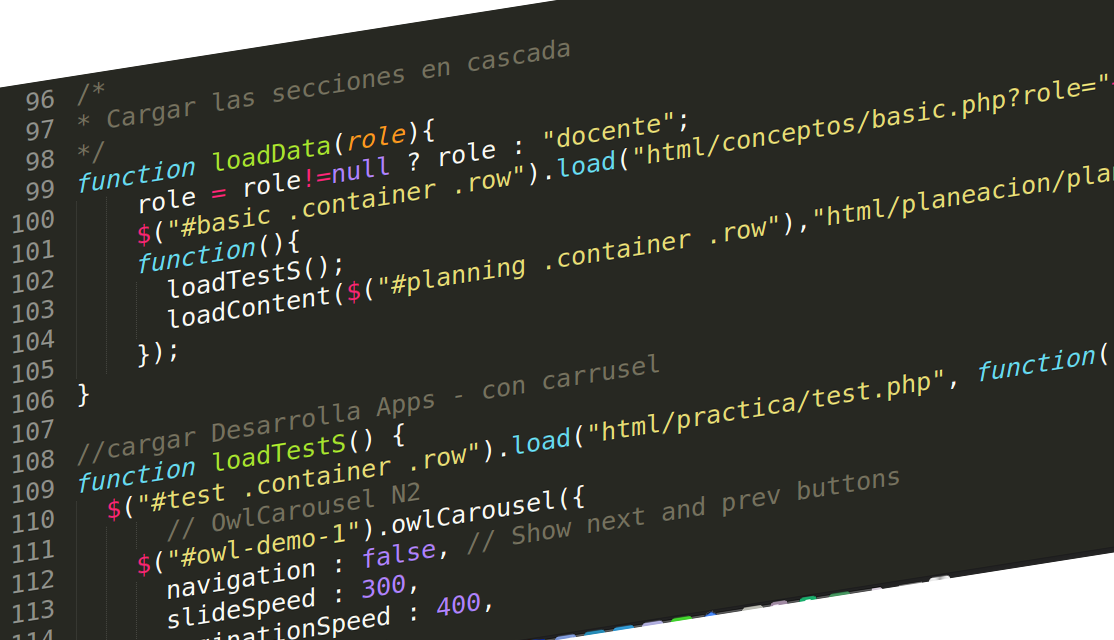 96 /*
97 * Cargar las secciones en cascada
98 */
99 function loadData(role){
100 role = role!=null ? role : "docente";
101 $("#basic .container .row").load("html/conceptos/basic.php?role="
102 function(){
103 loadTestS();
104 loadContent($("#planning .container .row"),"html/planeacion/pla
105 });
106 }
107
108 //cargar Desarrolla Apps - con carrusel
109 function loadTestS() {
110 $("#test .container .row").load("html/practica/test.php", function(
111 // OwlCarousel N2
112 $("#owl-demo-1").owlCarousel({
113 navigation : false, // Show next and prev buttons
114 slideSpeed : 300,
inationSpeed : 400,